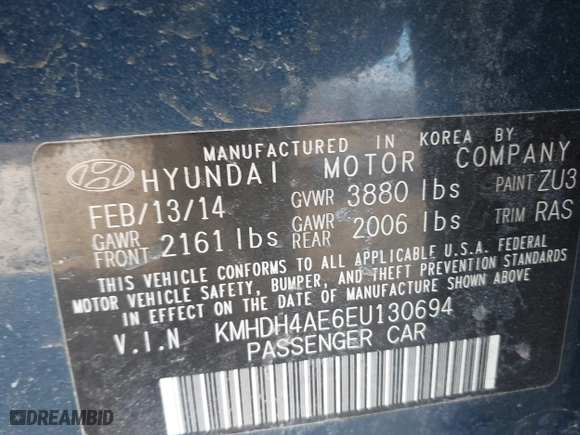 MANUFACTURED IN KOREA BY
HYUNDAI MOTOR COMPANY
FEB/13/14 GVWR 3880 lbs PAINT ZU3
GAWR FRONT 2161 lbs GAWR REAR 2006 lbs TRIM RAS
THIS VEHICLE CONFORMS TO ALL APPLICABLE U.S.A. FEDERAL
MOTOR VEHICLE SAFETY, BUMPER, AND THEFT PREVENTION STANDARDS
IN EFFECT ON THE DATE OF MANUFACTURE SHOWN ABOVE.
V.I.N KMHDH4AE6EU130694
PASSENGER CAR
DREAMBID